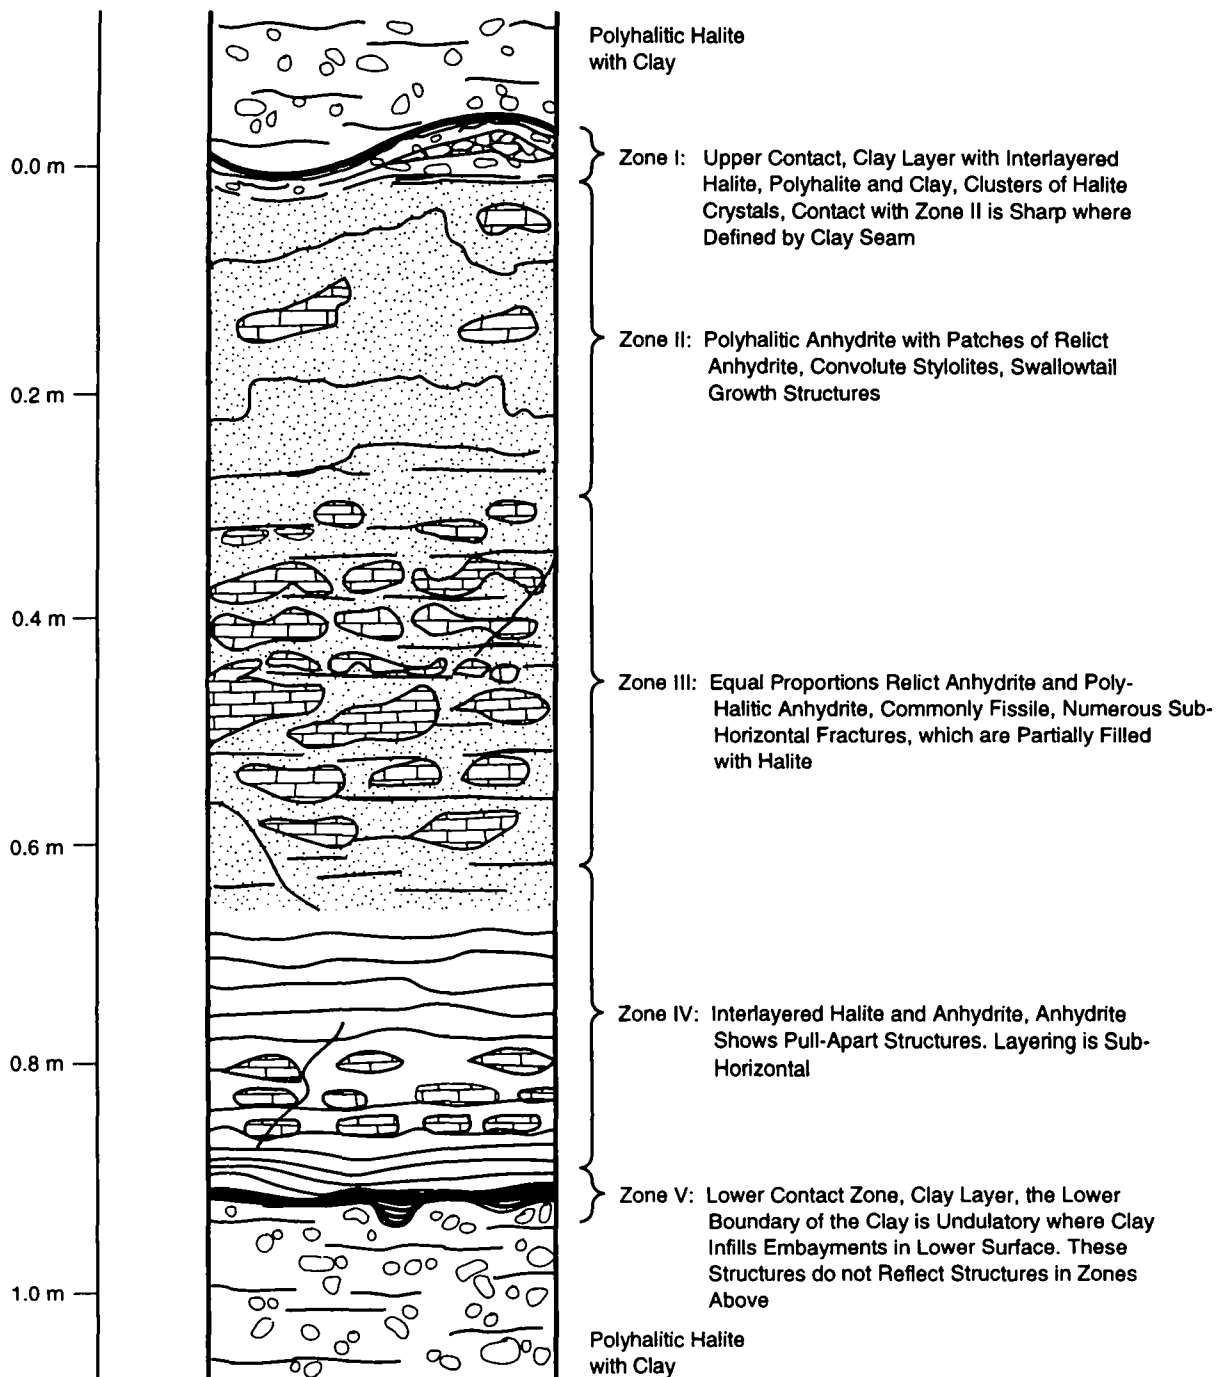 Polyhalitic Halite
with Clay
0.0 m
Zone I: Upper Contact, Clay Layer with Interlayered
Halite, Polyhalite and Clay, Clusters of Halite
Crystals, Contact with Zone II is Sharp where
Defined by Clay Seam
Zone II: Polyhalitic Anhydrite with Patches of Relict
Anhydrite, Convolute Stylolites, Swallowtail
Growth Structures
0.2 m
0.4 m
Zone III: Equal Proportions Relict Anhydrite and Poly-
Halitic Anhydrite, Commonly Fissile, Numerous Sub-
Horizontal Fractures, which are Partially Filled
with Halite
0.6 m
Zone IV: Interlayered Halite and Anhydrite, Anhydrite
Shows Pull-Apart Structures. Layering is Sub-
Horizontal
0.8 m
Zone V: Lower Contact Zone, Clay Layer, the Lower
Boundary of the Clay is Undulatory where Clay
Infills Embayments in Lower Surface. These
Structures do not Reflect Structures in Zones
Above
1.0 m
Polyhalitic Halite
with Clay